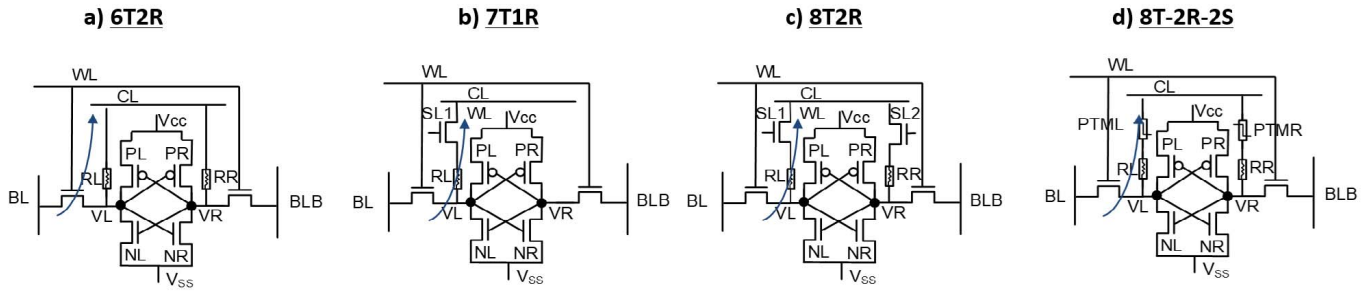 a) 6T2R
WL
CL
Vcc
PL PR
RL RR
BL BLB
VL VR
NL NR
VSS
b) 7T1R
WL
CL
SL1 WL
Vcc
PL PR
RL
BL BLB
VL VR
NL NR
VSS
c) 8T2R
WL
CL
SL1 WL SL2
Vcc
PL PR
RL RR
BL BLB
VL VR
NL NR
VSS
d) 8T-2R-2S
WL
CL
Vcc
PTML PTMR
PL PR
RL RR
BL BLB
VL VR
NL NR
VSS